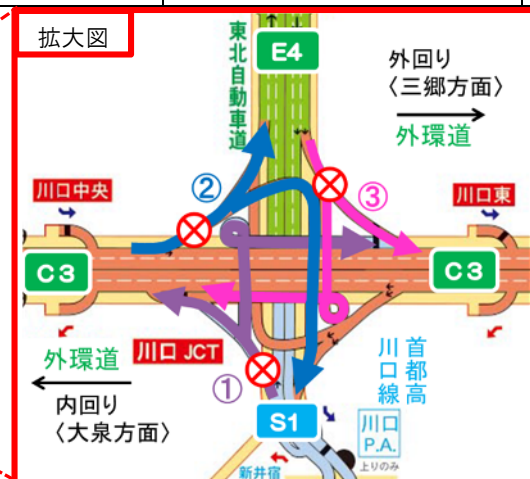 拡大図
東北自動車道
E4
外回り
〈三郷方面〉
外環道
川口中央
②
③
川口東
C3
C3
外環道
川口 JCT
内回り
〈大泉方面〉
①
首都高
川口線
S1
川口
P.A.
上りのみ
新井宿